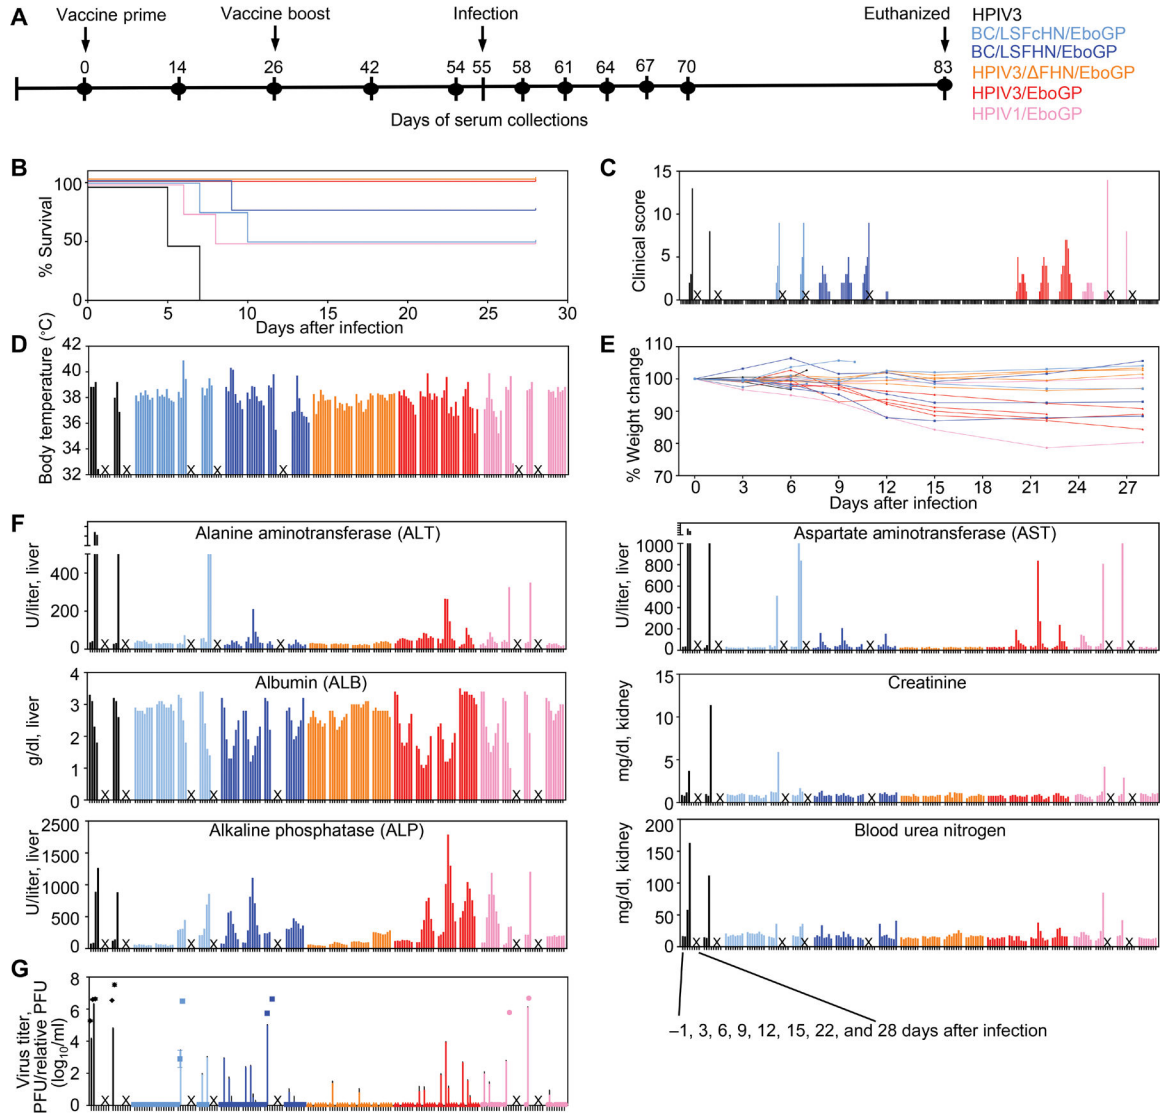 A
Vaccine prime
Vaccine boost
Infection
Euthanized
0
14
26
42
54
55
58
61
64
67
70
83
Days of serum collections
HPIV3
BC/LSFcHN/EboGP
BC/LSFHN/EboGP
HPIV3/ΔFHN/EboGP
HPIV3/EboGP
HPIV1/EboGP
B
% Survival
100
50
0
0
5
10
15
20
25
30
Days after infection
C
Clinical score
15
10
5
0
X X X X X X X
D
Body temperature (°C)
42
40
38
36
34
32
X X X X X X X
E
% Weight change
110
100
90
80
70
0
3
6
9
12
15
18
21
24
27
Days after infection
F
Alanine aminotransferase (ALT)
U/liter, liver
400
200
0
X X X X X X X
Aspartate aminotransferase (AST)
U/liter, liver
1000
800
600
400
200
0
X X X X X X X
Albumin (ALB)
g/dl, liver
4
3
2
1
0
X X X X X X X
Creatinine
mg/dl, kidney
15
10
5
0
X X X X X X X
Alkaline phosphatase (ALP)
U/liter, liver
2500
1500
1000
500
0
X X X X X X X
Blood urea nitrogen
mg/dl, kidney
200
150
100
50
0
X X X X X X X
–1, 3, 6, 9, 12, 15, 22, and 28 days after infection
G
Virus titer,
PFU/relative PFU
(log10/ml)
8
6
4
2
0
X X X X X X X